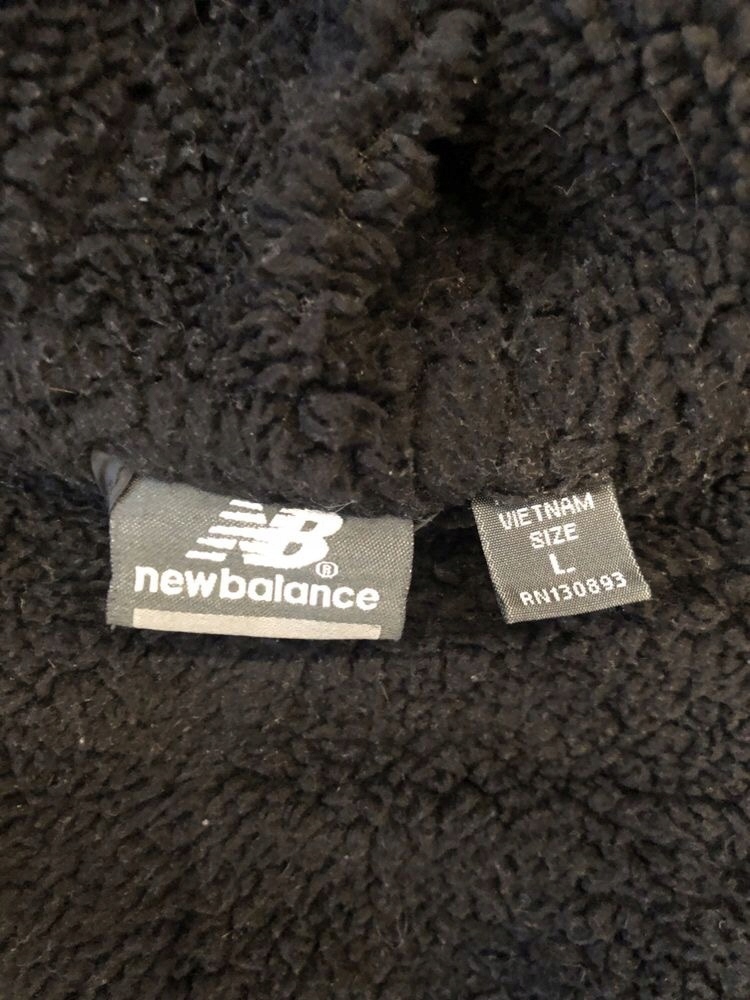 NB®
newbalance
VIETNAM
SIZE
L.
RN130893